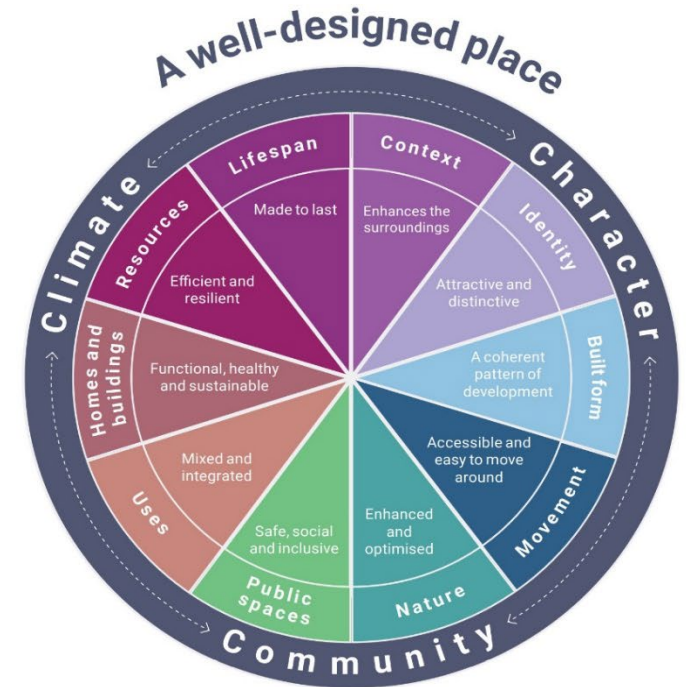 A well-designed place
Climate
Character
Community
Context
Enhances the
surroundings
Identity
Attractive and
distinctive
Built form
A coherent
pattern of
development
Movement
Accessible and
easy to move
around
Nature
Enhanced
and
optimised
Public
spaces
Safe, social
and inclusive
Uses
Mixed and
integrated
Homes and
buildings
Functional, healthy
and sustainable
Resources
Efficient and
resilient
Lifespan
Made to last